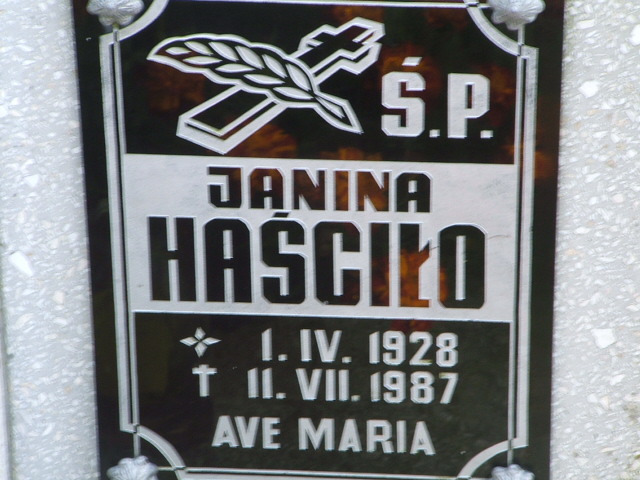 Ś.P.
JANINA
HAŚCIŁO
1. IV. 1928
11. VII. 1987
AVE MARIA